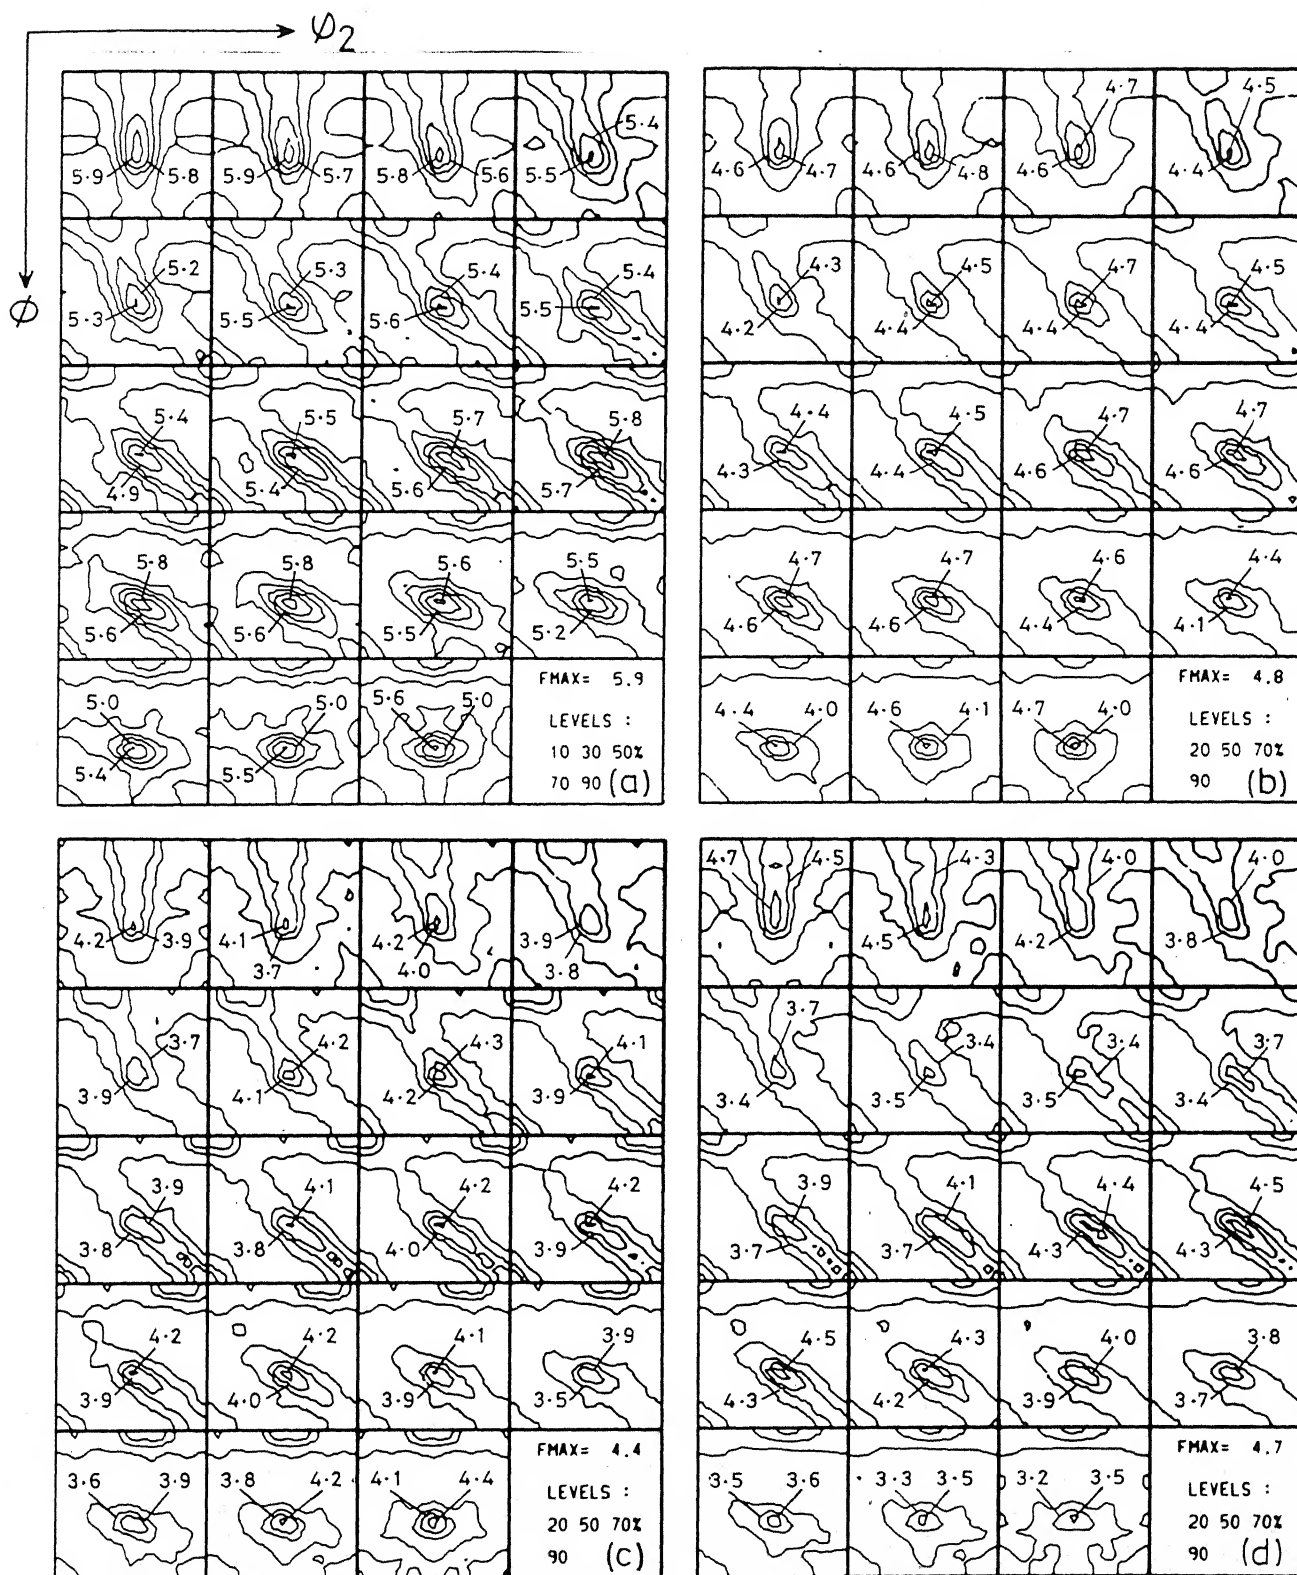 φ2
ϕ
5.9 5.8 5.9 5.7 5.8 5.6 5.5 5.4
5.3 5.2 5.5 5.3 5.6 5.4 5.5 5.4
4.9 5.4 5.4 5.5 5.6 5.7 5.7 5.8
5.6 5.8 5.6 5.8 5.5 5.6 5.5 5.2
5.0 5.4 5.0 5.5 5.6 5.0
FMAX= 5.9
LEVELS :
10 30 50%
70 90 (a)
4.6 4.7 4.6 4.8 4.6 4.7 4.4 4.5
4.2 4.3 4.4 4.5 4.4 4.7 4.4 4.5
4.3 4.4 4.4 4.5 4.6 4.7 4.6 4.7
4.6 4.7 4.6 4.7 4.4 4.6 4.1 4.4
4.4 4.0 4.6 4.1 4.7 4.0
FMAX= 4.8
LEVELS :
20 50 70%
90 (b)
4.2 3.9 4.1 3.7 4.2 4.0 3.9 3.8
3.9 3.7 4.1 4.2 4.2 4.3 3.9 4.1
3.8 3.9 3.8 4.1 4.0 4.2 3.9 4.2
3.9 4.2 4.0 4.2 3.9 4.1 3.5 3.9
3.6 3.9 3.8 4.2 4.1 4.4
FMAX= 4.4
LEVELS :
20 50 70%
90 (c)
4.7 4.5 4.5 4.3 4.2 4.0 3.8 4.0
3.4 3.7 3.5 3.4 3.5 3.4 3.4 3.7
3.7 3.9 3.7 4.1 4.3 4.4 4.3 4.5
4.3 4.5 4.2 4.3 3.9 4.0 3.7 3.8
3.5 3.6 3.3 3.5 3.2 3.5
FMAX= 4.7
LEVELS :
20 50 70%
90 (d)